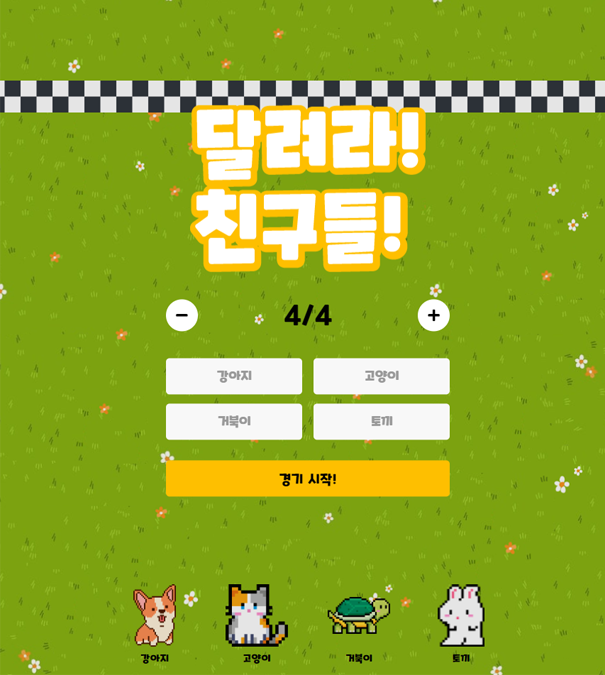 달려라!
친구들!
4/4
강아지 고양이
거북이 토끼
경기 시작!
강아지 고양이 거북이 토끼